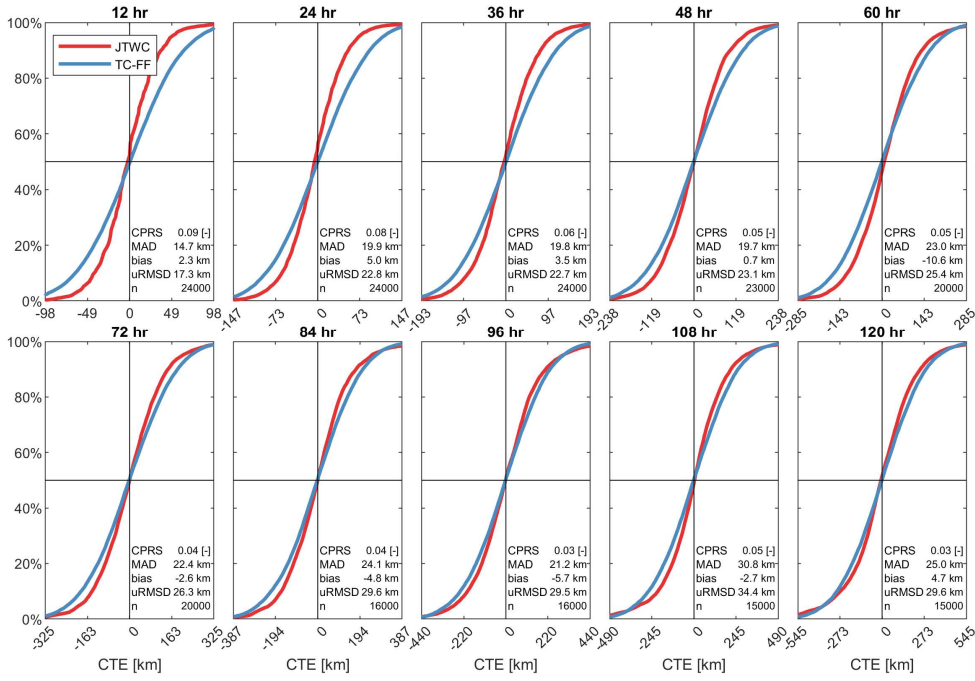 12 hr
24 hr
36 hr
48 hr
60 hr
JTWC
TC-FF
100%
80%
60%
40%
20%
0%
CPRS 0.09 [-]
MAD 14.7 km
bias 2.3 km
uRMSD 17.3 km
n 24000
CPRS 0.08 [-]
MAD 19.9 km
bias 5.0 km
uRMSD 22.8 km
n 24000
CPRS 0.06 [-]
MAD 19.8 km
bias 3.5 km
uRMSD 22.7 km
n 24000
CPRS 0.05 [-]
MAD 19.7 km
bias 0.7 km
uRMSD 23.1 km
n 23000
CPRS 0.05 [-]
MAD 23.0 km
bias -10.6 km
uRMSD 25.4 km
n 20000
-98 -49 0 49 98
-147 -73 0 73 147
-193 -97 0 97 193
-238 -119 0 119 238
-285 -143 0 143 285
72 hr
84 hr
96 hr
108 hr
120 hr
100%
80%
60%
40%
20%
0%
CPRS 0.04 [-]
MAD 22.4 km
bias -2.6 km
uRMSD 26.3 km
n 20000
CPRS 0.04 [-]
MAD 24.1 km
bias -4.8 km
uRMSD 29.6 km
n 16000
CPRS 0.03 [-]
MAD 21.2 km
bias -5.7 km
uRMSD 29.5 km
n 16000
CPRS 0.05 [-]
MAD 30.8 km
bias -2.7 km
uRMSD 34.4 km
n 15000
CPRS 0.03 [-]
MAD 25.0 km
bias 4.7 km
uRMSD 29.6 km
n 15000
-325 -163 0 163 325
-387 -194 0 194 387
-440 -220 0 220 440
-490 -245 0 245 490
-545 -273 0 273 545
CTE [km]
CTE [km]
CTE [km]
CTE [km]
CTE [km]